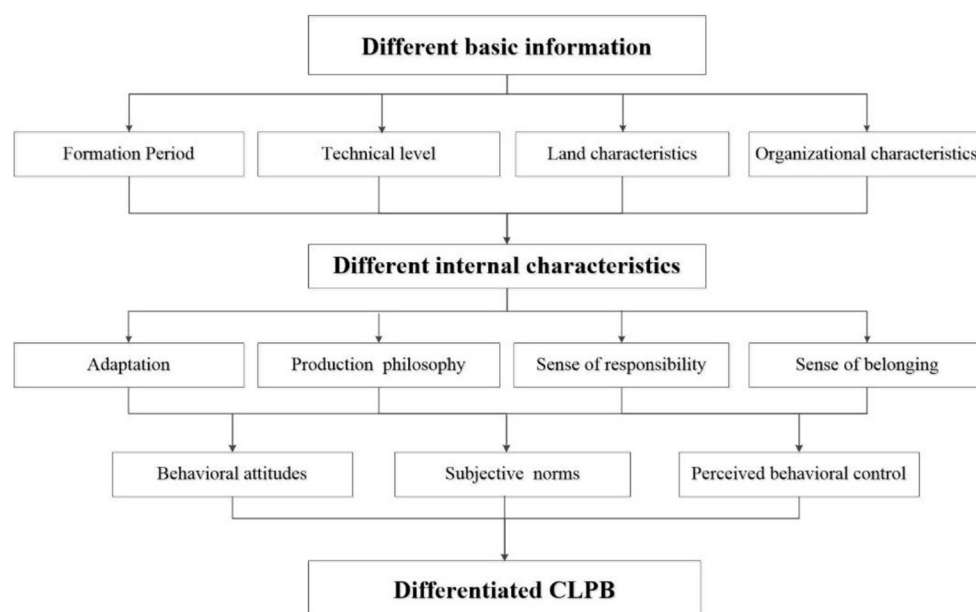 Different basic information
Formation Period
Technical level
Land characteristics
Organizational characteristics
Different internal characteristics
Adaptation
Production philosophy
Sense of responsibility
Sense of belonging
Behavioral attitudes
Subjective norms
Perceived behavioral control
Differentiated CLPB